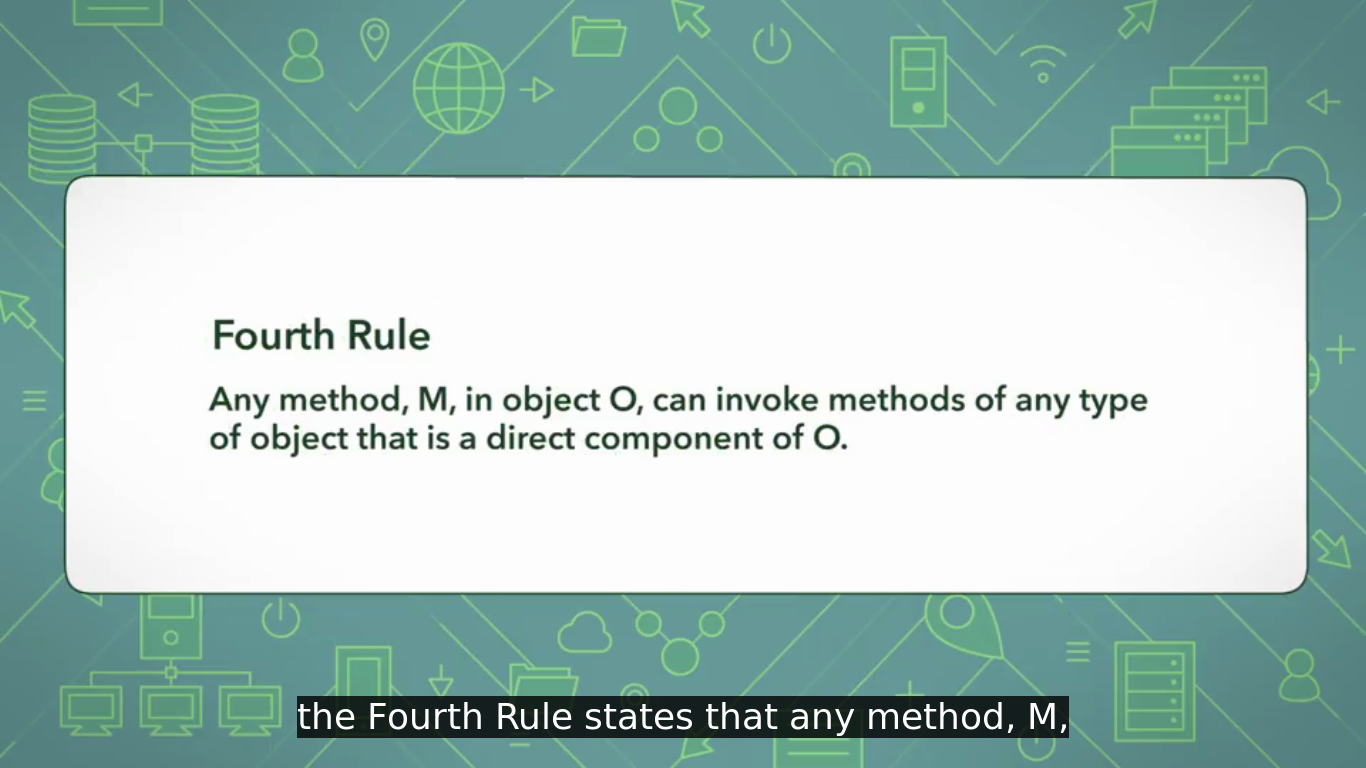 Fourth Rule
Any method, M, in object O, can invoke methods of any type
of object that is a direct component of O.
the Fourth Rule states that any method, M,